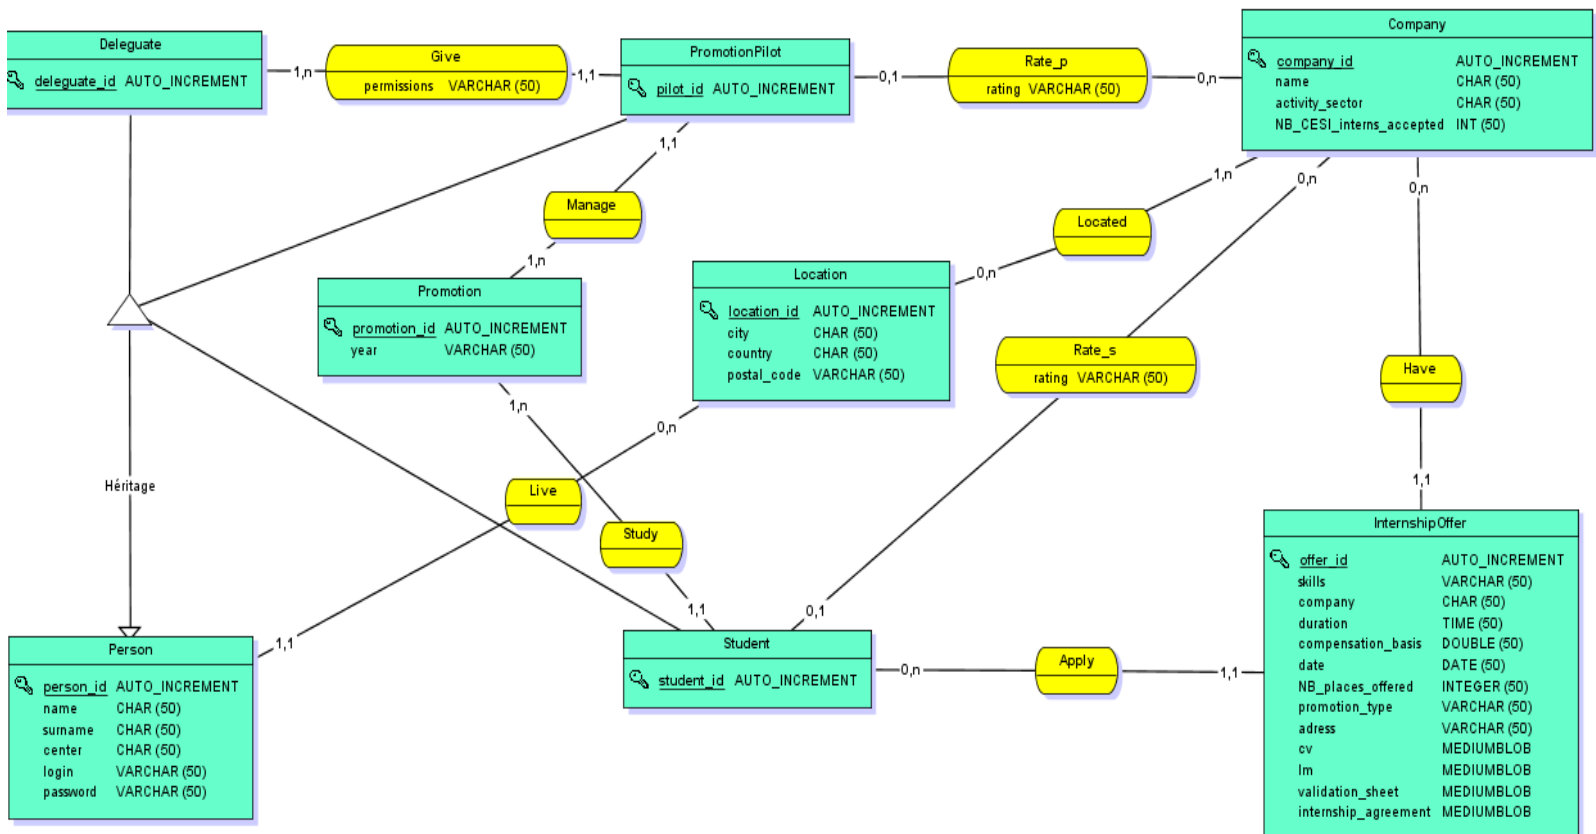 Deleguate
deleguate_id AUTO_INCREMENT
1,n
Give
permissions VARCHAR (50)
1,1
PromotionPilot
pilot_id AUTO_INCREMENT
0,1
Rate_p
rating VARCHAR (50)
0,n
Company
company_id AUTO_INCREMENT
name CHAR (50)
activity_sector CHAR (50)
NB_CESI_interns_accepted INT (50)
1,1
Manage
1,n
1,n
Located
0,n
0,n
0,n
Promotion
promotion_id AUTO_INCREMENT
year VARCHAR (50)
Location
location_id AUTO_INCREMENT
city CHAR (50)
country CHAR (50)
postal_code VARCHAR (50)
Rate_s
rating VARCHAR (50)
Have
1,n
0,n
Héritage
Live
Study
1,1
1,1
1,1
0,1
InternshipOffer
offer_id AUTO_INCREMENT
skills VARCHAR (50)
company CHAR (50)
duration TIME (50)
compensation_basis DOUBLE (50)
date DATE (50)
NB_places_offered INTEGER (50)
promotion_type VARCHAR (50)
adress VARCHAR (50)
cv MEDIUMBLOB
lm MEDIUMBLOB
validation_sheet MEDIUMBLOB
internship_agreement MEDIUMBLOB
Person
person_id AUTO_INCREMENT
name CHAR (50)
surname CHAR (50)
center CHAR (50)
login VARCHAR (50)
password VARCHAR (50)
Student
student_id AUTO_INCREMENT
0,n
Apply
1,1